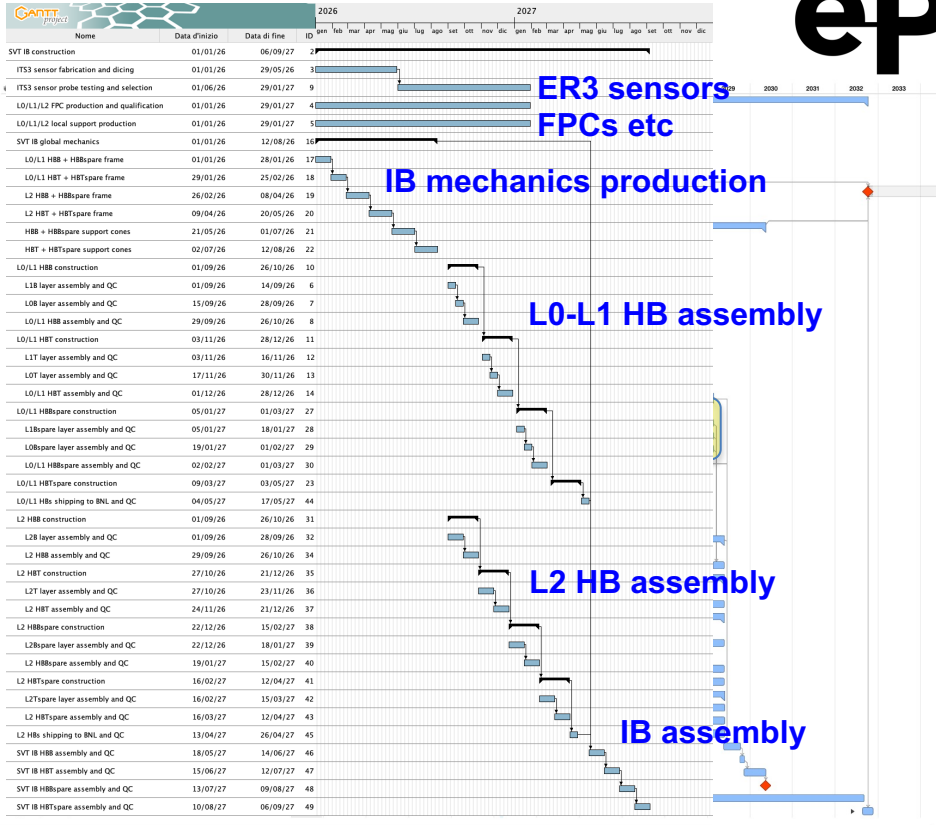 GANTT project
2026 2027
eP
Nome Data d'inizio Data di fine ID gen feb mar apr mag giu lug ago set ott nov dic gen feb mar apr mag giu lug ago set ott nov dic
SVT IB construction 01/01/26 06/09/27 2
ITS3 sensor fabrication and dicing 01/01/26 29/05/26 3
ITS3 sensor probe testing and selection 01/06/26 29/01/27 9
ER3 sensors
2030 2031 2032 2033
L0/L1/L2 FPC production and qualification 01/01/26 29/01/27 4
L0/L1/L2 local support production 01/01/26 29/01/27 5
FPCs etc
SVT IB global mechanics 01/01/26 12/08/26 16
L0/L1 HBB + HBBspare frame 01/01/26 28/01/26 17
L0/L1 HBT + HBTspare frame 29/01/26 25/02/26 18
IB mechanics production
L2 HBB + HBBspare frame 26/02/26 08/04/26 19
L2 HBT + HBTspare frame 09/04/26 20/05/26 20
HBB + HBBspare support cones 21/05/26 01/07/26 21
HBT + HBTspare support cones 02/07/26 12/08/26 22
L0/L1 HBB construction 01/09/26 26/10/26 10
L1B layer assembly and QC 01/09/26 14/09/26 6
L0B layer assembly and QC 15/09/26 28/09/26 7
L0/L1 HBB assembly and QC 29/09/26 26/10/26 8
L0-L1 HB assembly
L0/L1 HBT construction 03/11/26 28/12/26 11
L1T layer assembly and QC 03/11/26 16/11/26 12
L0T layer assembly and QC 17/11/26 30/11/26 13
L0/L1 HBT assembly and QC 01/12/26 28/12/26 14
L0/L1 HBBspare construction 05/01/27 01/03/27 27
L1Bspare layer assembly and QC 05/01/27 18/01/27 28
L0Bspare layer assembly and QC 19/01/27 01/02/27 29
L0/L1 HBBspare assembly and QC 02/02/27 01/03/27 30
L0/L1 HBTspare construction 09/03/27 03/05/27 23
L0/L1 HBs shipping to BNL and QC 04/05/27 17/05/27 44
L2 HBB construction 01/09/26 26/10/26 31
L2B layer assembly and QC 01/09/26 28/09/26 32
L2 HBB assembly and QC 29/09/26 26/10/26 34
L2 HBT construction 27/10/26 21/12/26 35
L2 HB assembly
L2T layer assembly and QC 27/10/26 23/11/26 36
L2 HBT assembly and QC 24/11/26 21/12/26 37
L2 HBBspare construction 22/12/26 15/02/27 38
L2Bspare layer assembly and QC 22/12/26 18/01/27 39
L2 HBBspare assembly and QC 19/01/27 15/02/27 40
L2 HBTspare construction 16/02/27 12/04/27 41
L2Tspare layer assembly and QC 16/02/27 15/03/27 42
L2 HBTspare assembly and QC 16/03/27 12/04/27 43
L2 HBs shipping to BNL and QC 13/04/27 26/04/27 45
IB assembly
SVT IB HBB assembly and QC 18/05/27 14/06/27 46
SVT IB HBT assembly and QC 15/06/27 12/07/27 47
SVT IB HBBspare assembly and QC 13/07/27 09/08/27 48
SVT IB HBTspare assembly and QC 10/08/27 06/09/27 49